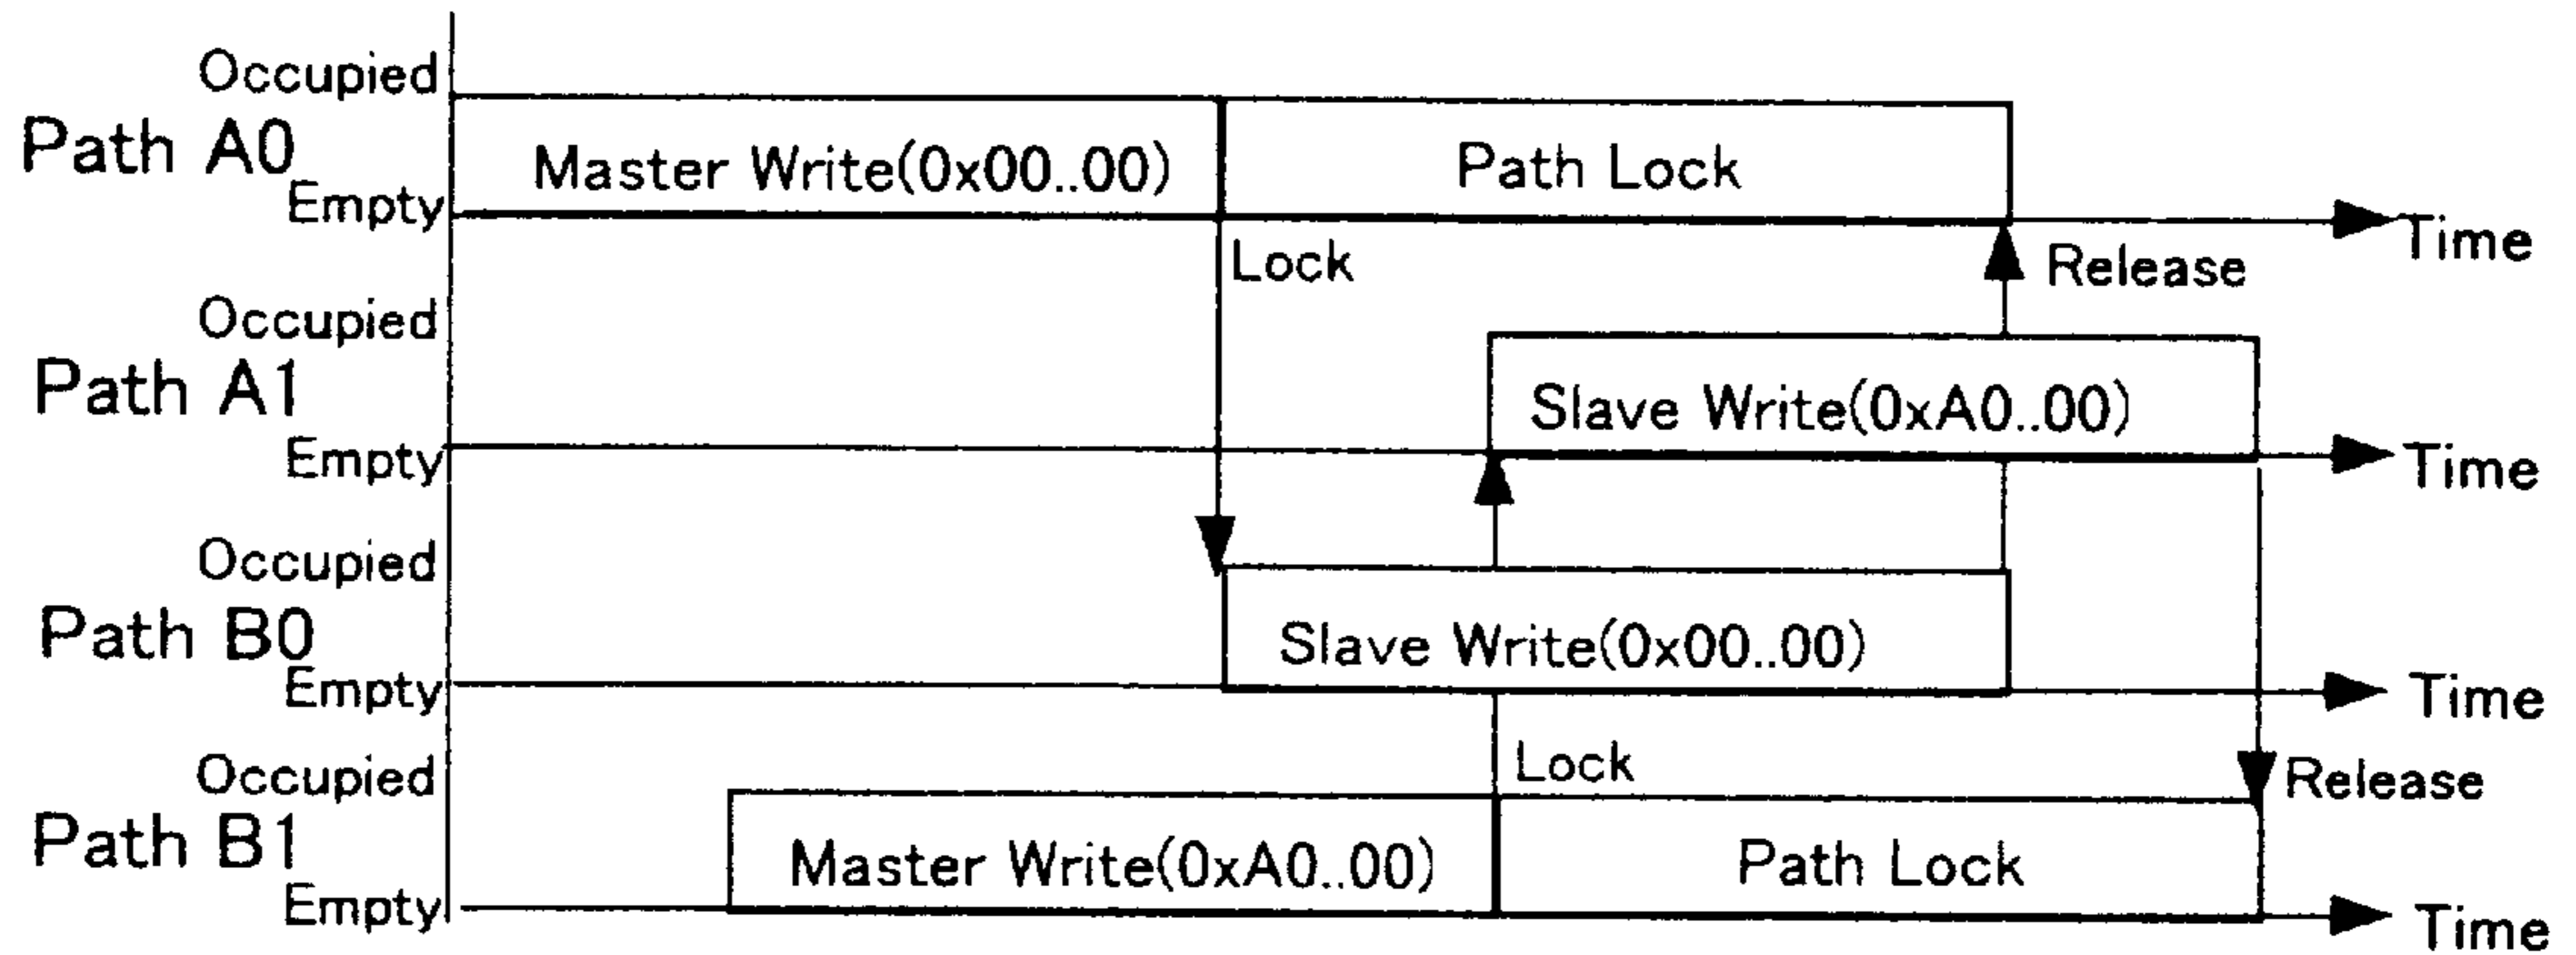 Occupied
Path A0
Master Write(0x00..00)
Path Lock
Empty
Time
Lock
Release
Occupied
Path A1
Slave Write(0xA0..00)
Empty
Time
Occupied
Path B0
Slave Write(0x00..00)
Empty
Time
Lock
Occupied
Release
Path B1
Master Write(0xA0..00)
Path Lock
Empty
Time